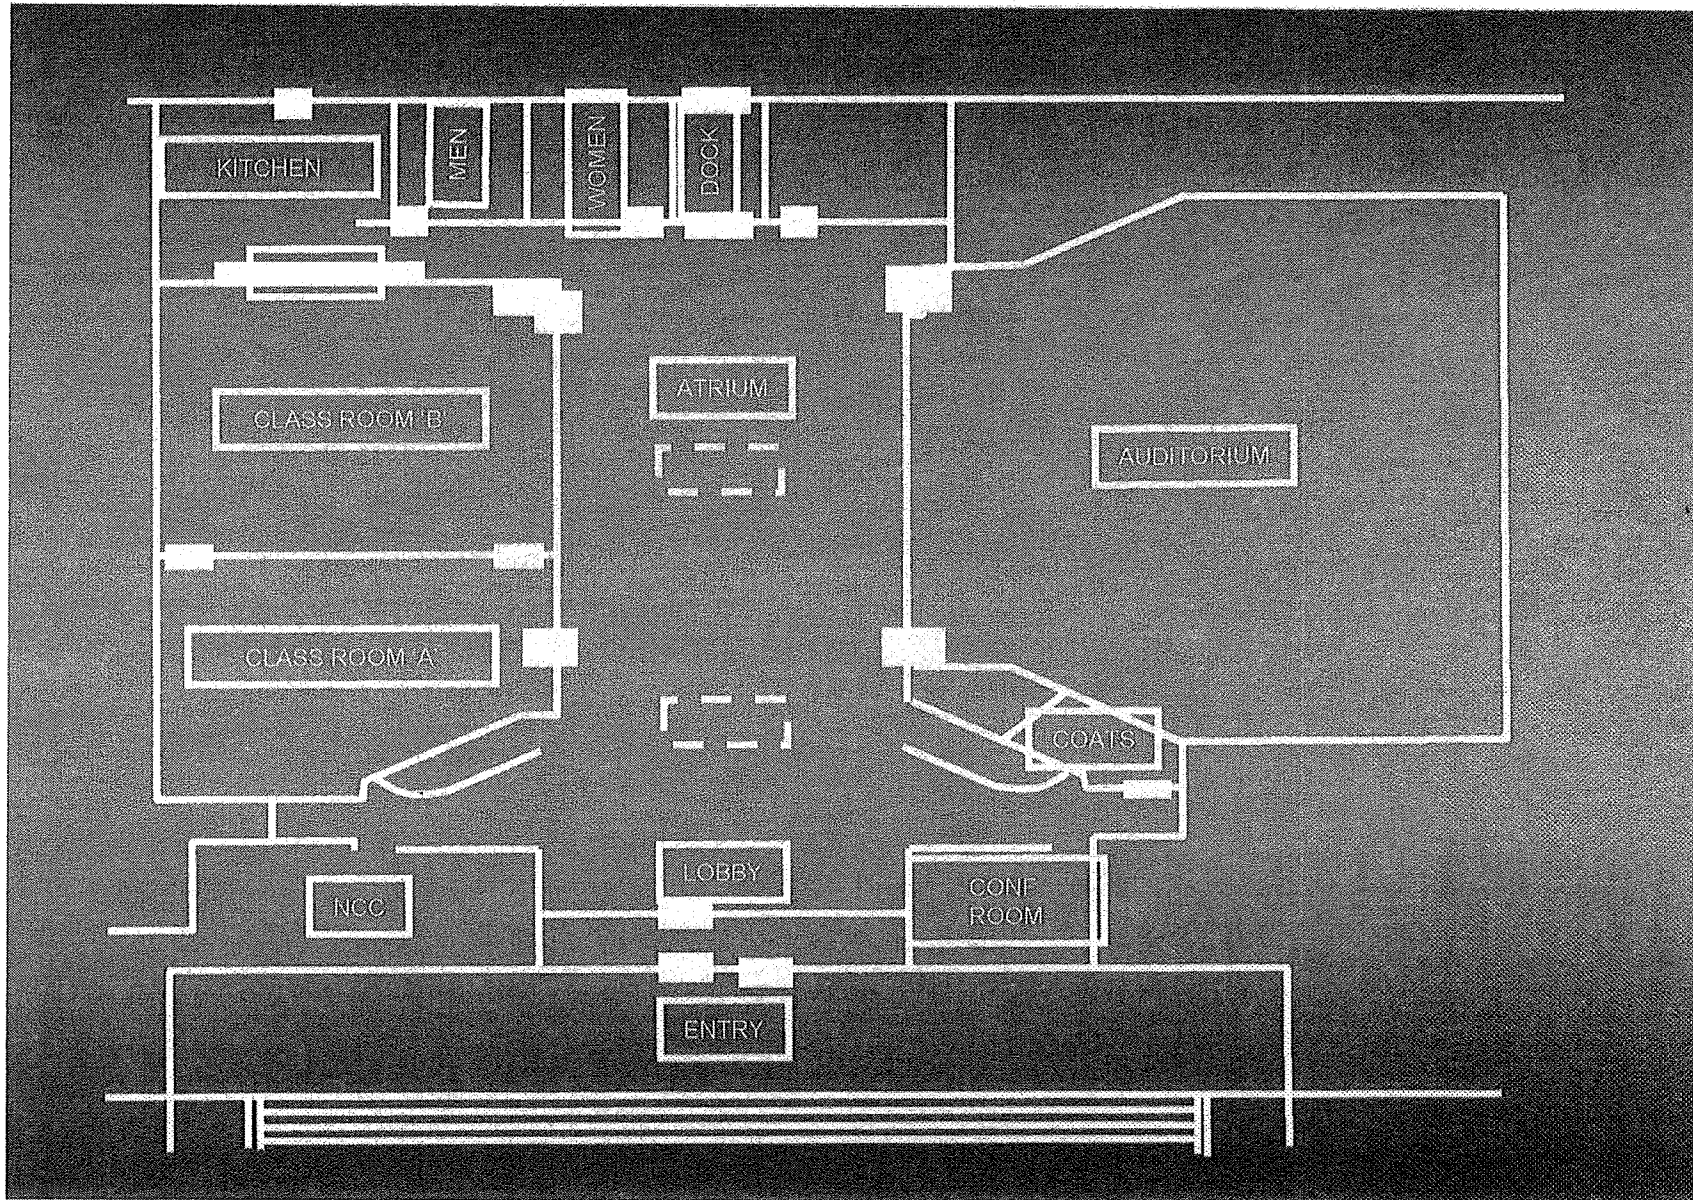 KITCHEN
MEN
WOMEN
DOCK
CLASS ROOM 'B'
ATRIUM
AUDITORIUM
CLASS ROOM 'A'
COATS
LOBBY
CONF
ROOM
NCC
ENTRY